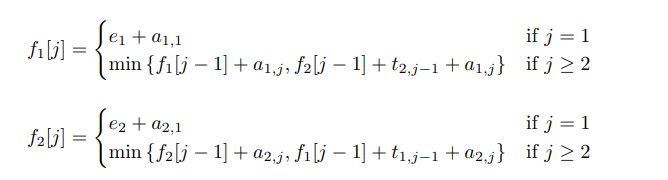 f₁[j] = { e₁ + a₁,₁ if j = 1
min {f₁[j − 1] + a₁,ⱼ, f₂[j − 1] + t₂,ⱼ₋₁ + a₁,ⱼ} if j ≥ 2
f₂[j] = { e₂ + a₂,₁ if j = 1
min {f₂[j − 1] + a₂,ⱼ, f₁[j − 1] + t₁,ⱼ₋₁ + a₂,ⱼ} if j ≥ 2